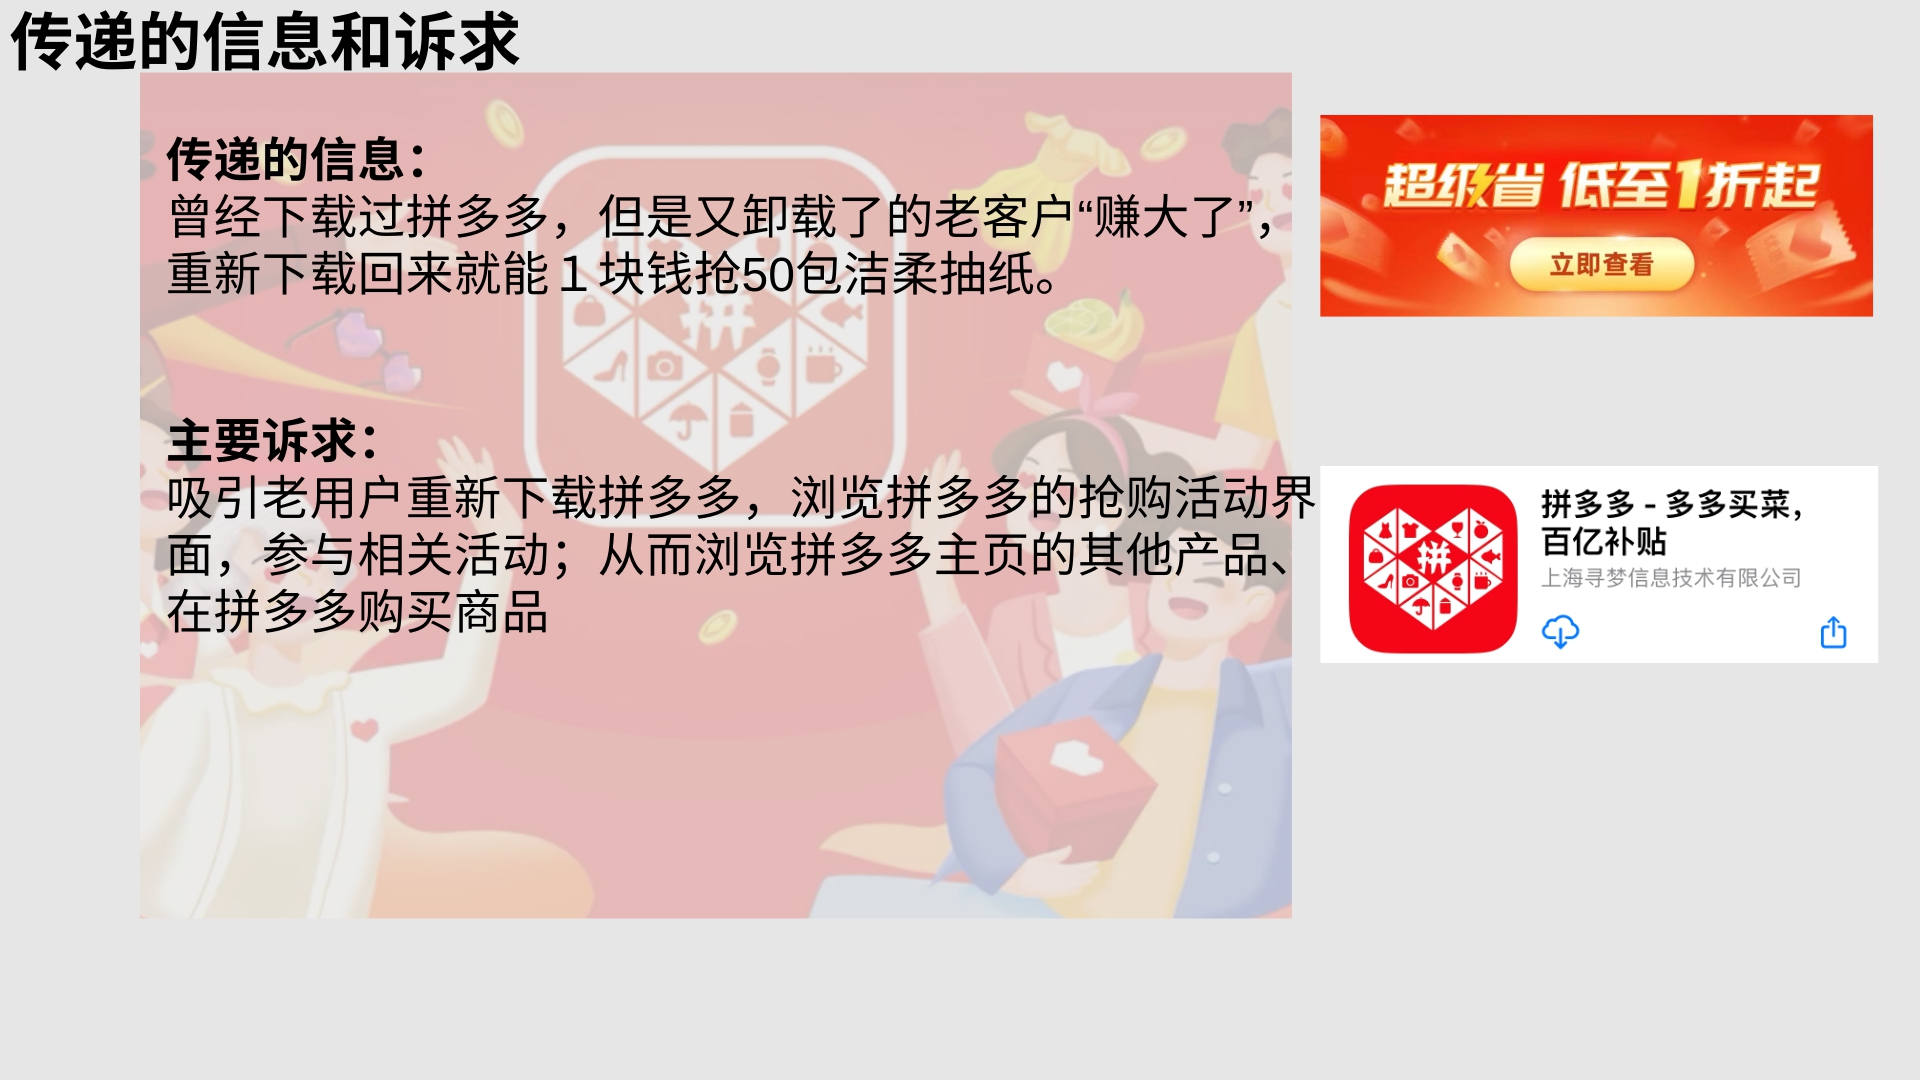 传递的信息和诉求
传递的信息：
曾经下载过拼多多，但是又卸载了的老客户“赚大了”，
重新下载回来就能１块钱抢50包洁柔抽纸。
拼
主要诉求：
吸引老用户重新下载拼多多，浏览拼多多的抢购活动界
面，参与相关活动；从而浏览拼多多主页的其他产品、
在拼多多购买商品
超级省 低至1折起
立即查看
拼
拼多多 - 多多买菜，
百亿补贴
上海寻梦信息技术有限公司